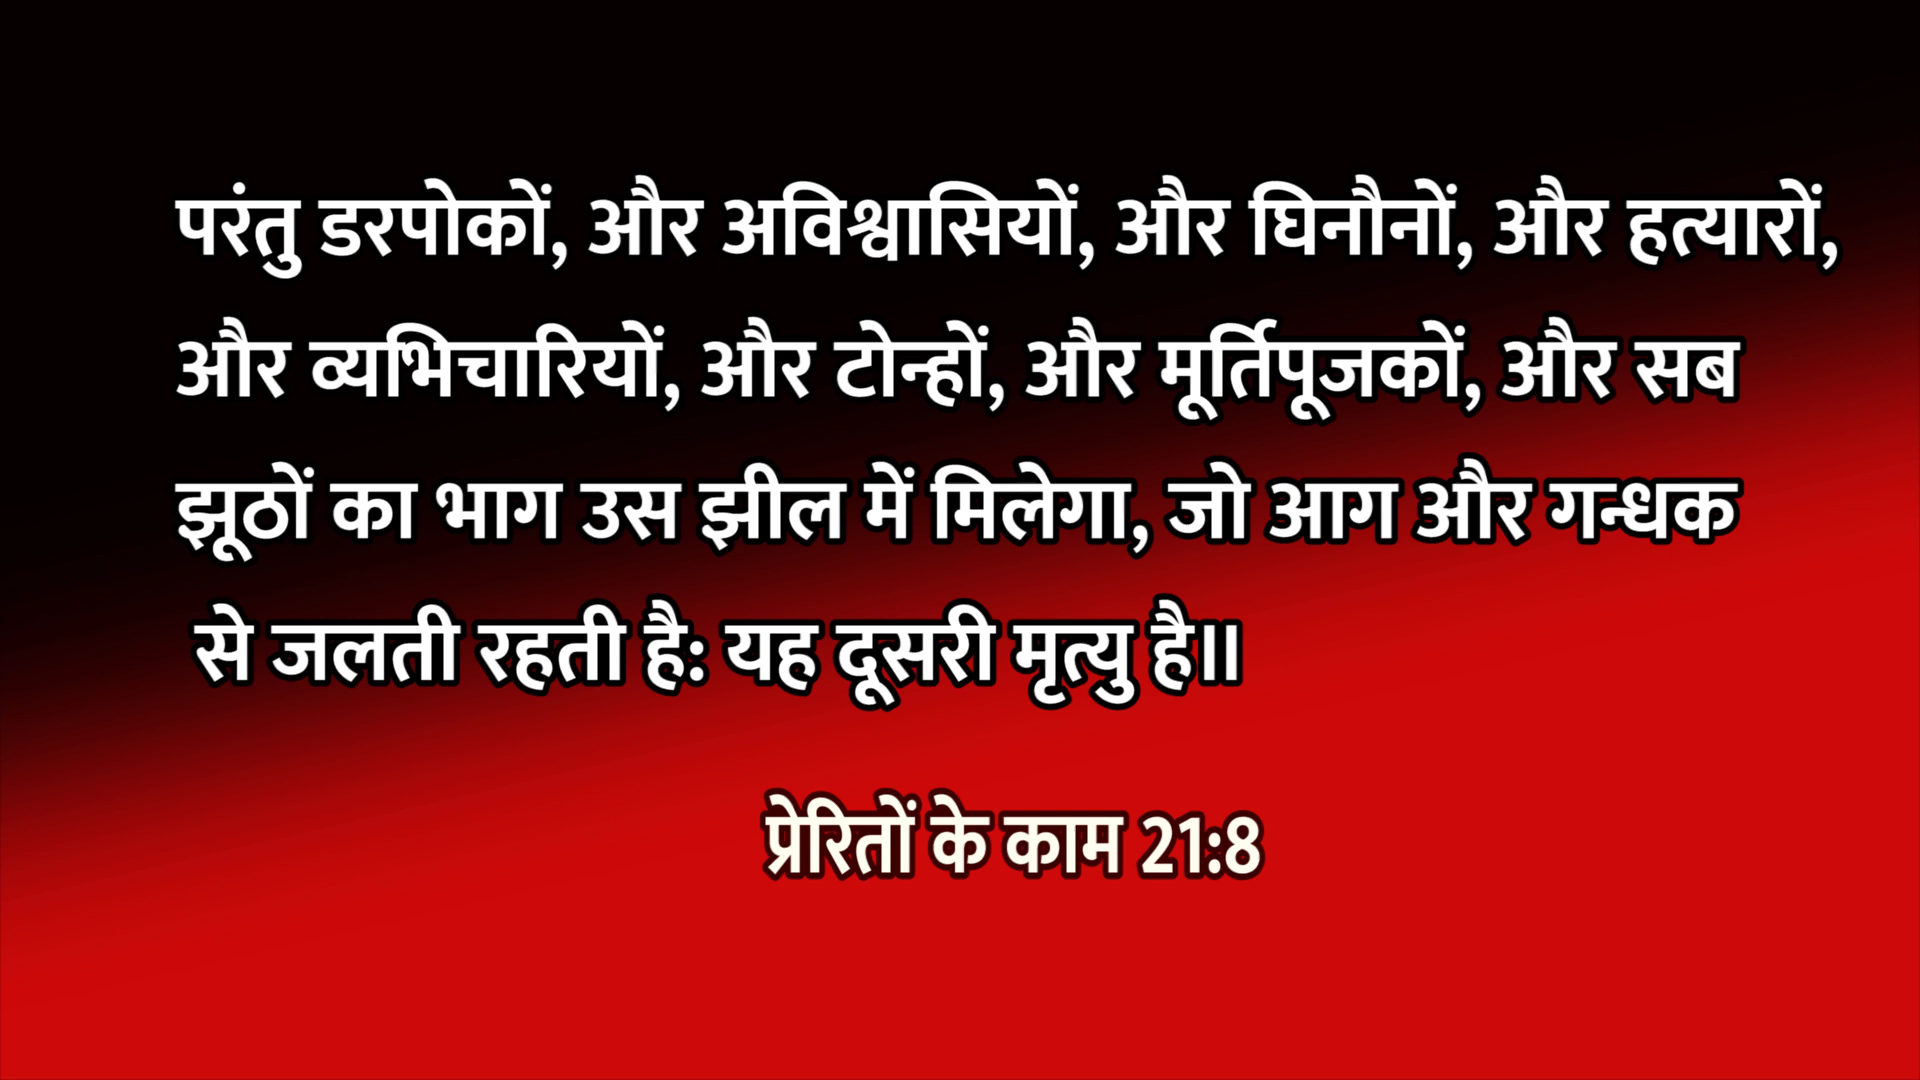 परंतु डरपोकों, और अविश्वासियों, और घिनौनों, और हत्यारों,
और व्यभिचारियों, और टोन्हों, और मूर्तिपूजकों, और सब
झूठों का भाग उस झील में मिलेगा, जो आग और गन्धक
से जलती रहती है: यह दूसरी मृत्यु है॥
प्रेरितों के काम 21:8